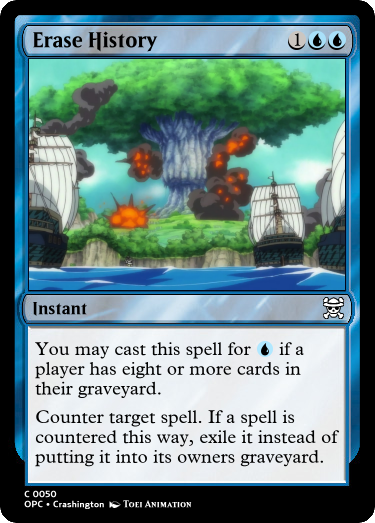 Erase History 1
Instant
You may cast this spell for if a
player has eight or more cards in
their graveyard.
Counter target spell. If a spell is
countered this way, exile it instead of
putting it into its owners graveyard.
C 0050
OPC • Crashington Toei Animation